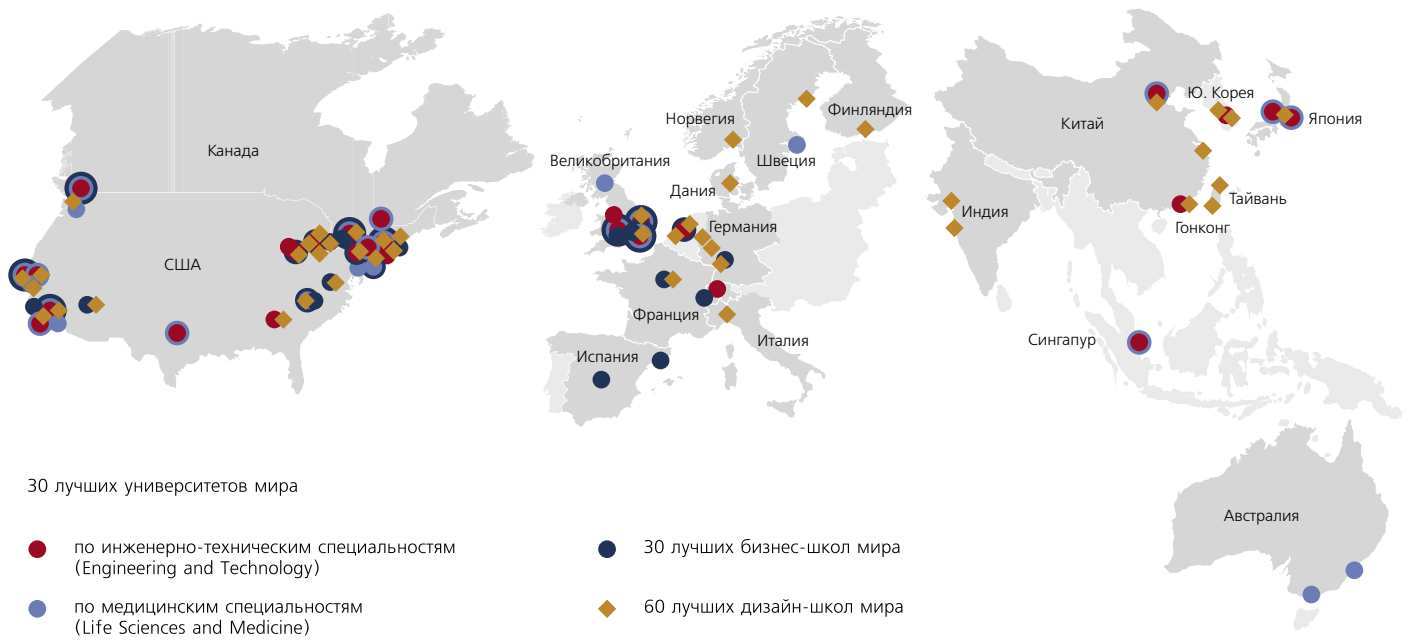 Канада
США
Норвегия
Финляндия
Великобритания
Швеция
Дания
Германия
Франция
Италия
Испания
Ю. Корея
Китай
Япония
Индия
Тайвань
Гонконг
Сингапур
Австралия
30 лучших университетов мира
по инженерно-техническим специальностям
(Engineering and Technology)
по медицинским специальностям
(Life Sciences and Medicine)
30 лучших бизнес-школ мира
60 лучших дизайн-школ мира